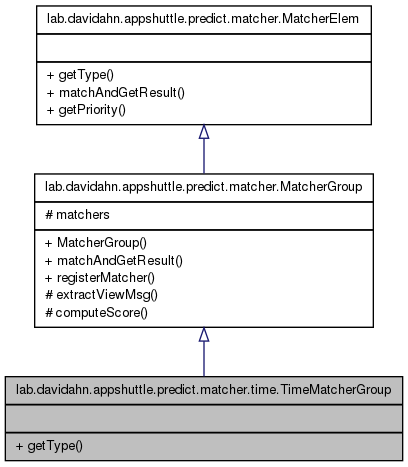 lab.davidahn.appshuttle.predict.matcher.MatcherElem
+ getType()
+ matchAndGetResult()
+ getPriority()
lab.davidahn.appshuttle.predict.matcher.MatcherGroup
# matchers
+ MatcherGroup()
+ matchAndGetResult()
+ registerMatcher()
# extractViewMsg()
# computeScore()
lab.davidahn.appshuttle.predict.matcher.time.TimeMatcherGroup
+ getType()